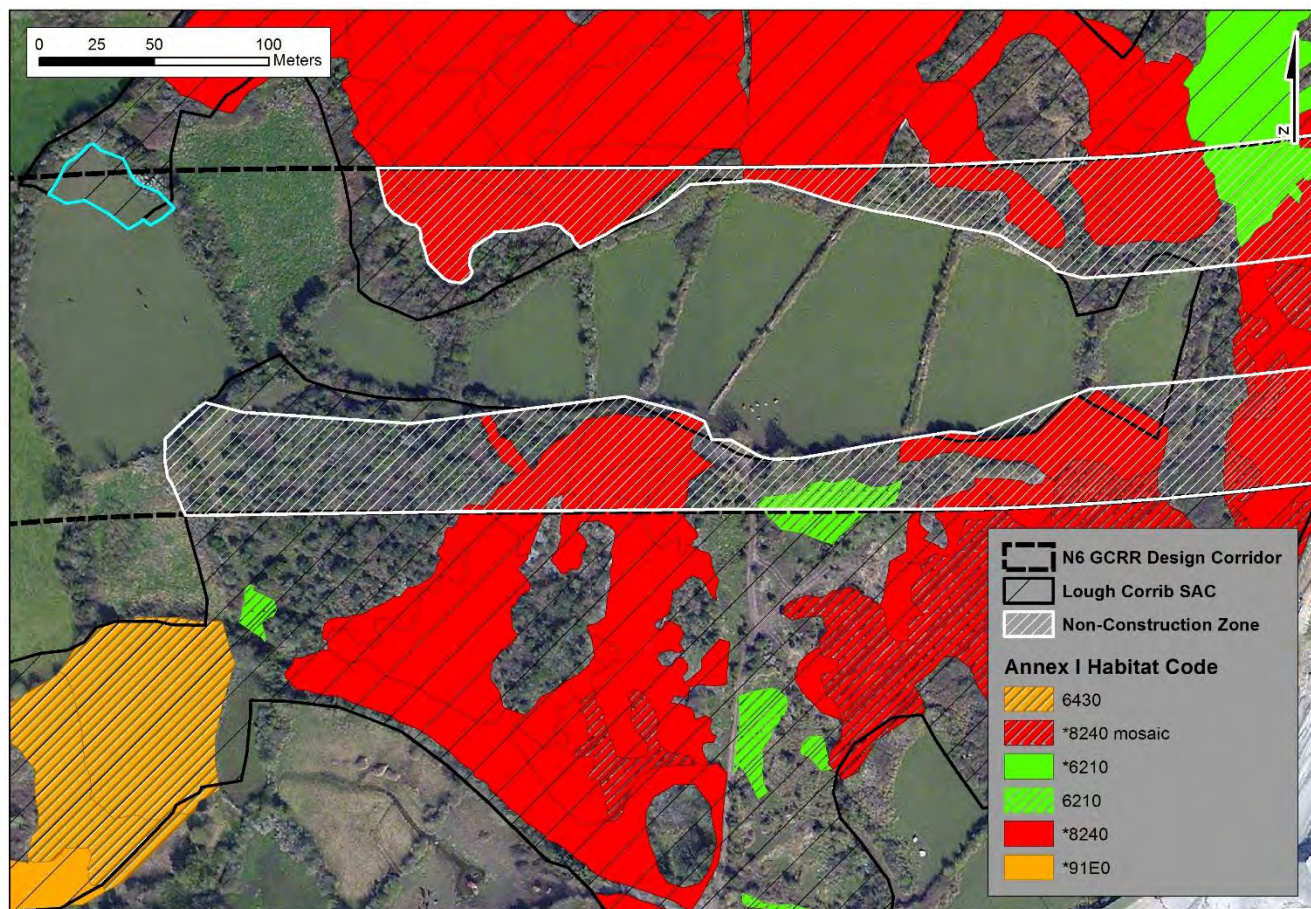 0 25 50 100
Meters
N
N6 GCRR Design Corridor
Lough Corrib SAC
Non-Construction Zone
Annex I Habitat Code
6430
*8240 mosaic
*6210
6210
*8240
*91E0